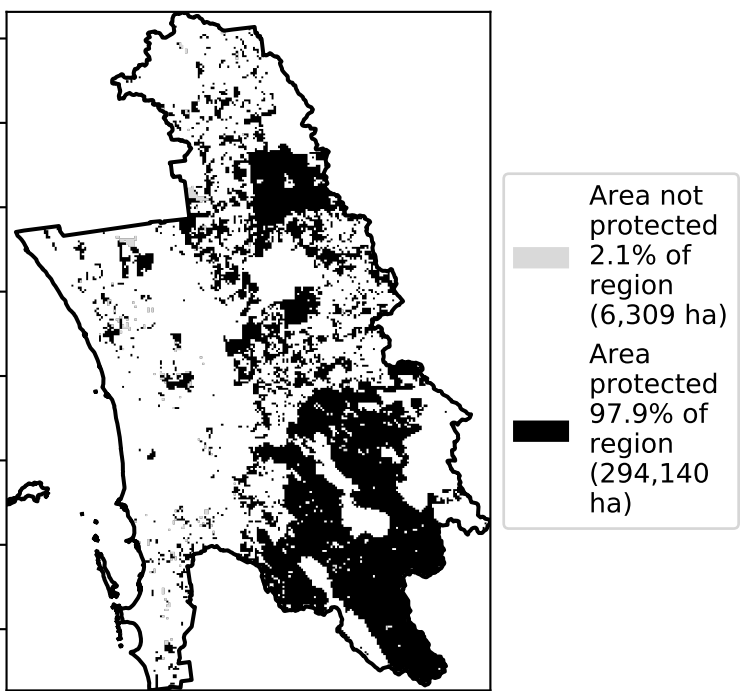 Area not
protected
2.1% of
region
(6,309 ha)
Area
protected
97.9% of
region
(294,140
ha)